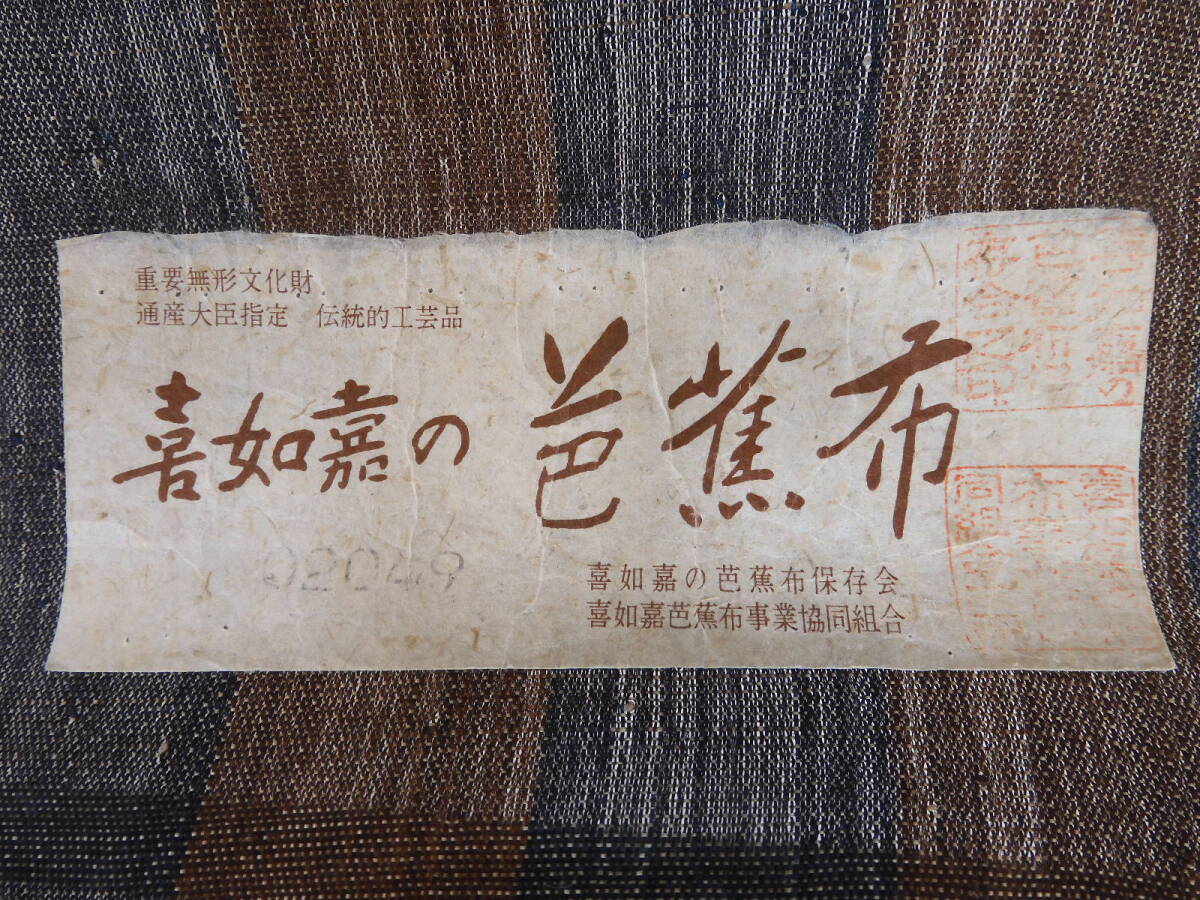 重要無形文化財
通産大臣指定 伝統的工芸品
喜如嘉の芭蕉布
02049
喜如嘉の芭蕉布保存会
喜如嘉芭蕉布事業協同組合